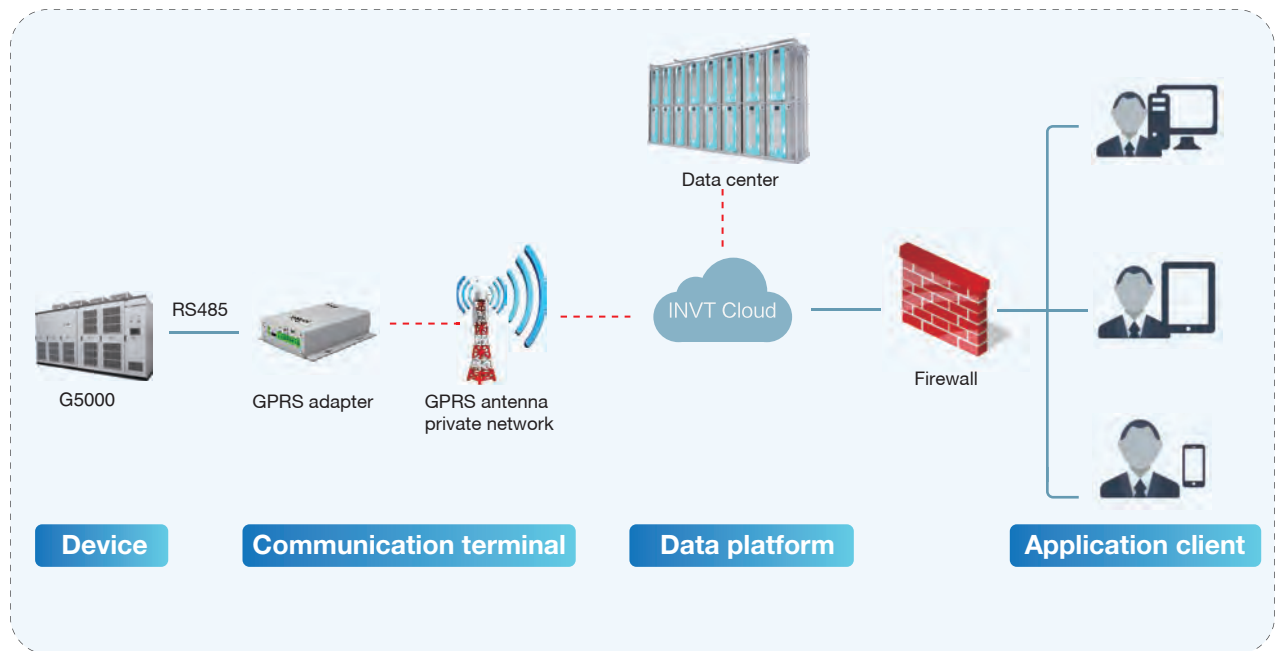 Data center
INVT Cloud
RS485
G5000
GPRS adapter
GPRS antenna
private network
Firewall
Device
Communication terminal
Data platform
Application client